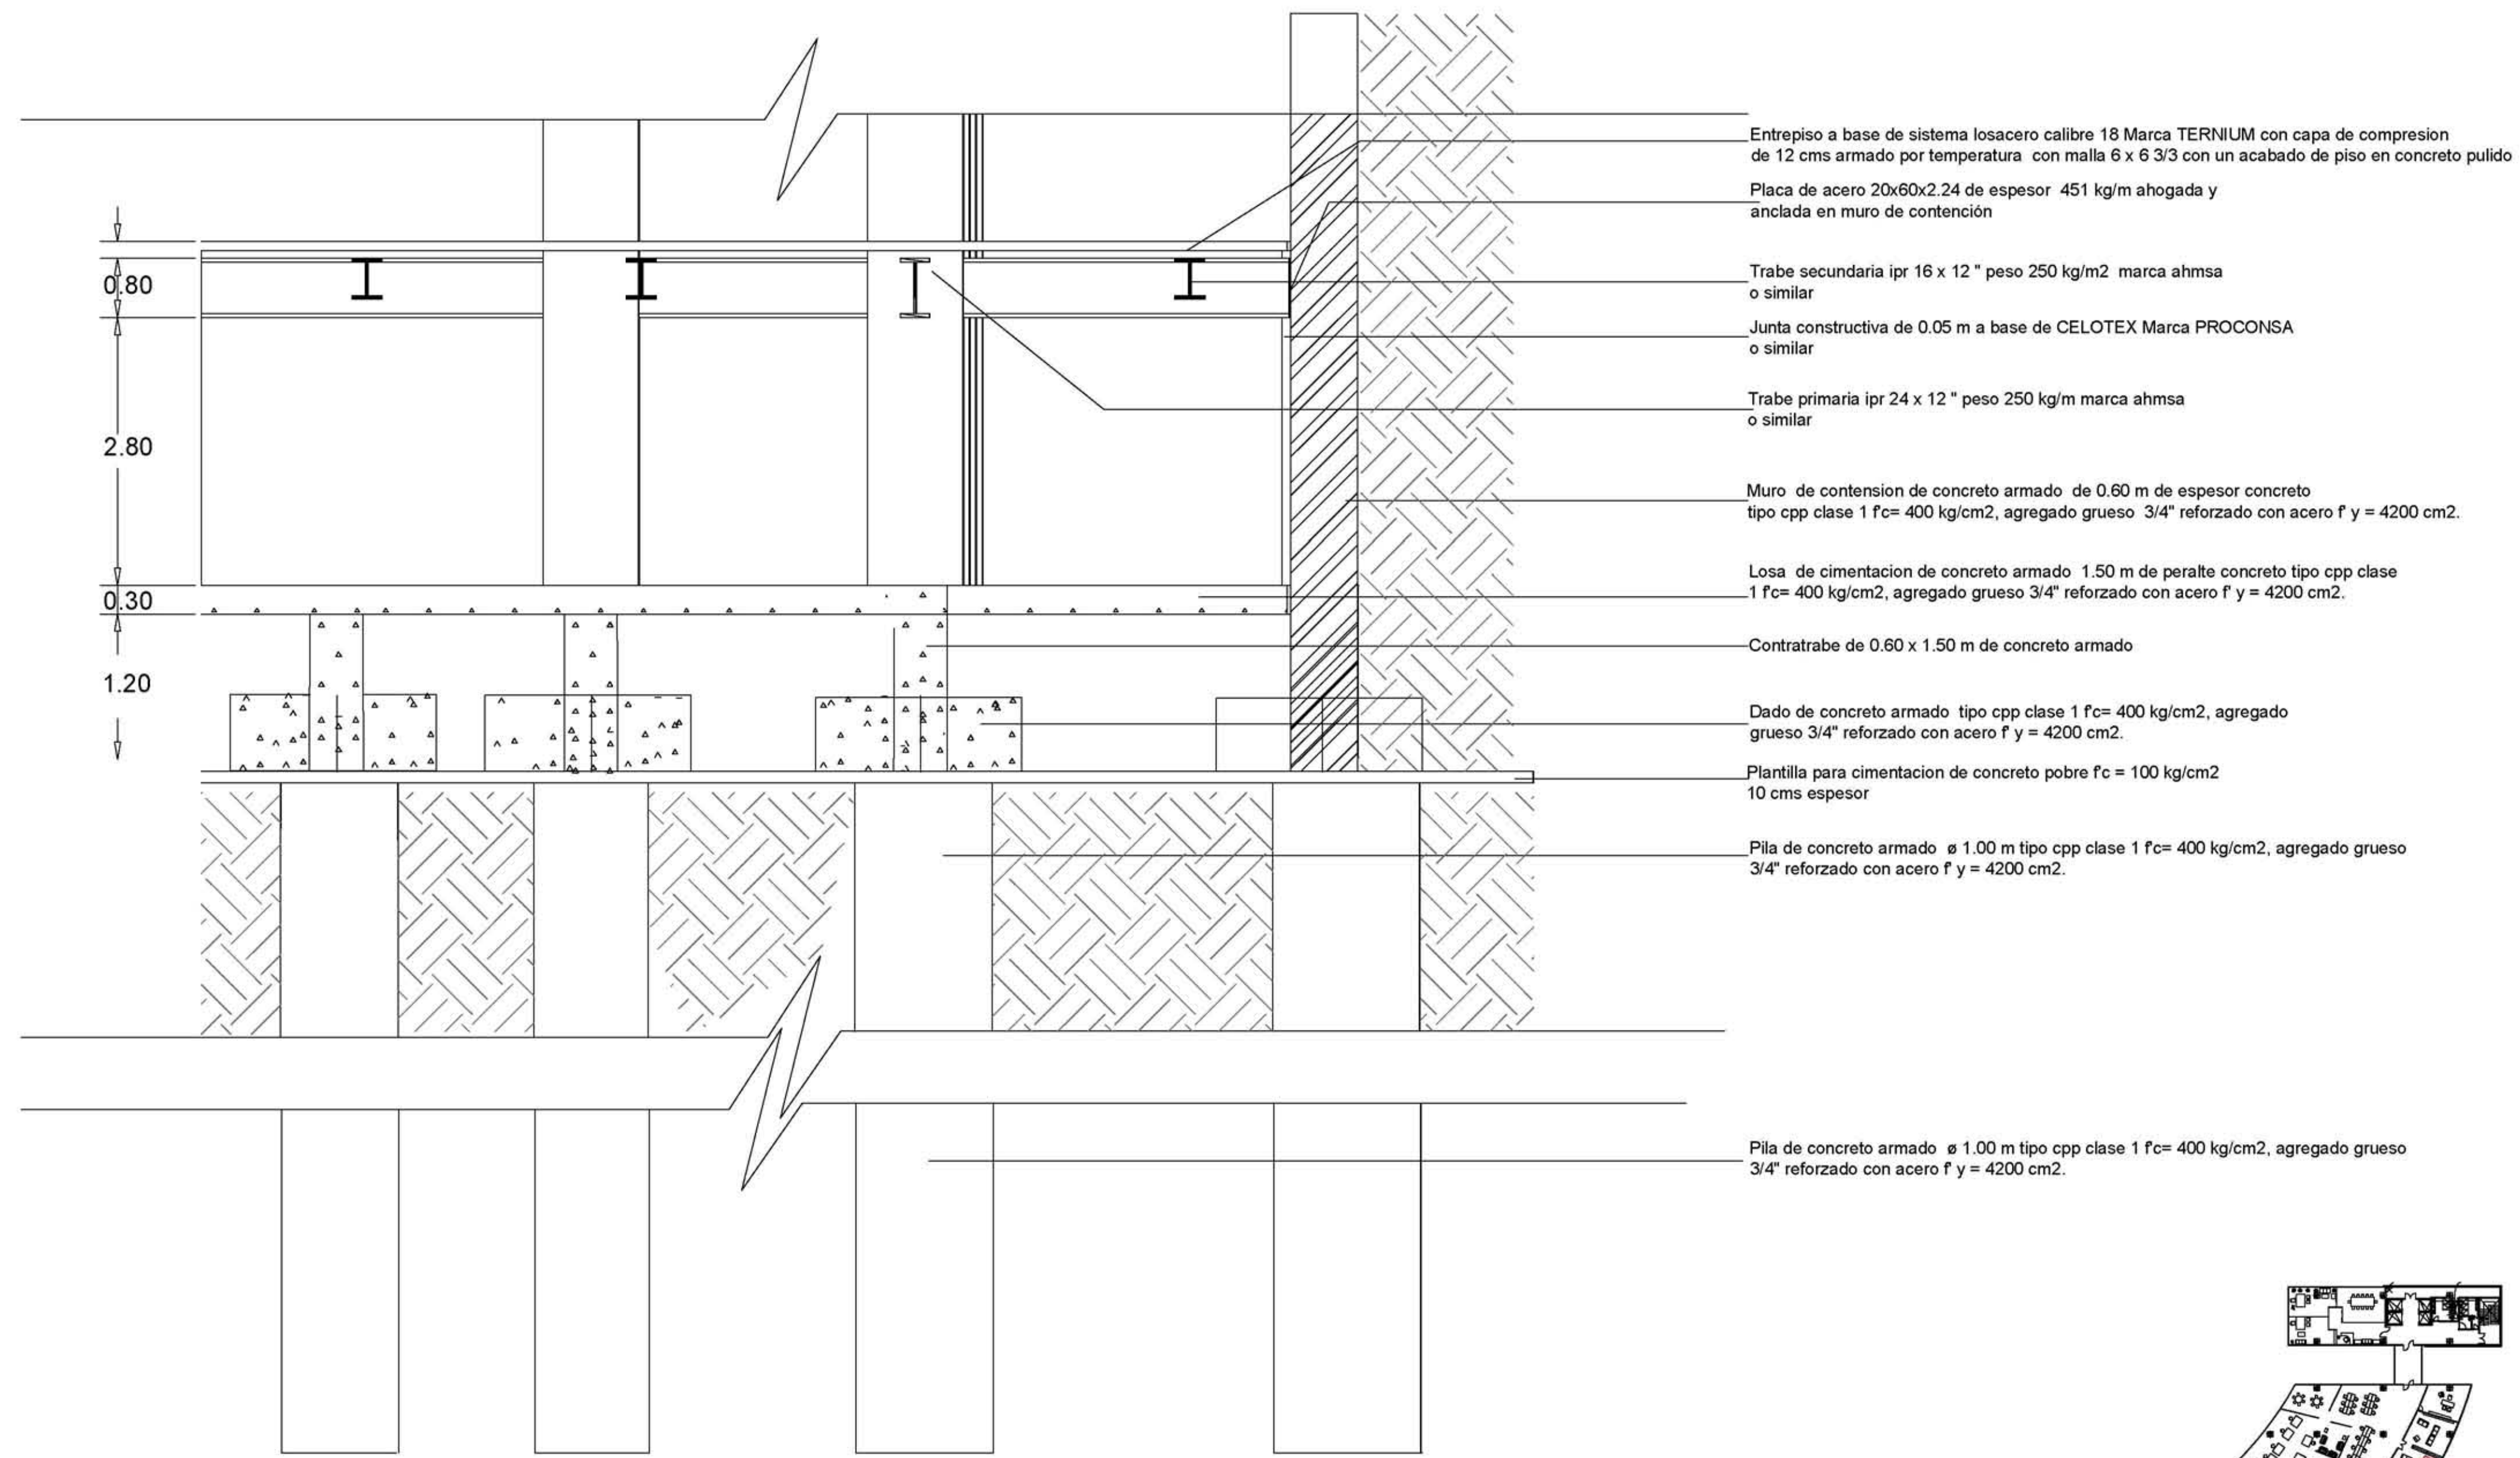 Entrepiso a base de sistema losacero calibre 18 Marca TERNIUM con capa de compresion
de 12 cms armado por temperatura con malla 6 x 6 3/3 con un acabado de piso en concreto pulido
Placa de acero 20x60x2.24 de espesor 451 kg/m ahogada y
anclada en muro de contención
Trabe secundaria ipr 16 x 12 " peso 250 kg/m2 marca ahmsa
o similar
Junta constructiva de 0.05 m a base de CELOTEX Marca PROCONSA
o similar
Trabe primaria ipr 24 x 12 " peso 250 kg/m marca ahmsa
o similar
Muro de contension de concreto armado de 0.60 m de espesor concreto
tipo cpp clase 1 f'c= 400 kg/cm2, agregado grueso 3/4" reforzado con acero f' y = 4200 cm2.
Losa de cimentacion de concreto armado 1.50 m de peralte concreto tipo cpp clase
1 f'c= 400 kg/cm2, agregado grueso 3/4" reforzado con acero f' y = 4200 cm2.
Contratrabe de 0.60 x 1.50 m de concreto armado
Dado de concreto armado tipo cpp clase 1 f'c= 400 kg/cm2, agregado
grueso 3/4" reforzado con acero f' y = 4200 cm2.
Plantilla para cimentacion de concreto pobre f'c = 100 kg/cm2
10 cms espesor
Pila de concreto armado ø 1.00 m tipo cpp clase 1 f'c= 400 kg/cm2, agregado grueso
3/4" reforzado con acero f' y = 4200 cm2.
Pila de concreto armado ø 1.00 m tipo cpp clase 1 f'c= 400 kg/cm2, agregado grueso
3/4" reforzado con acero f' y = 4200 cm2.
0.80
2.80
0.30
1.20